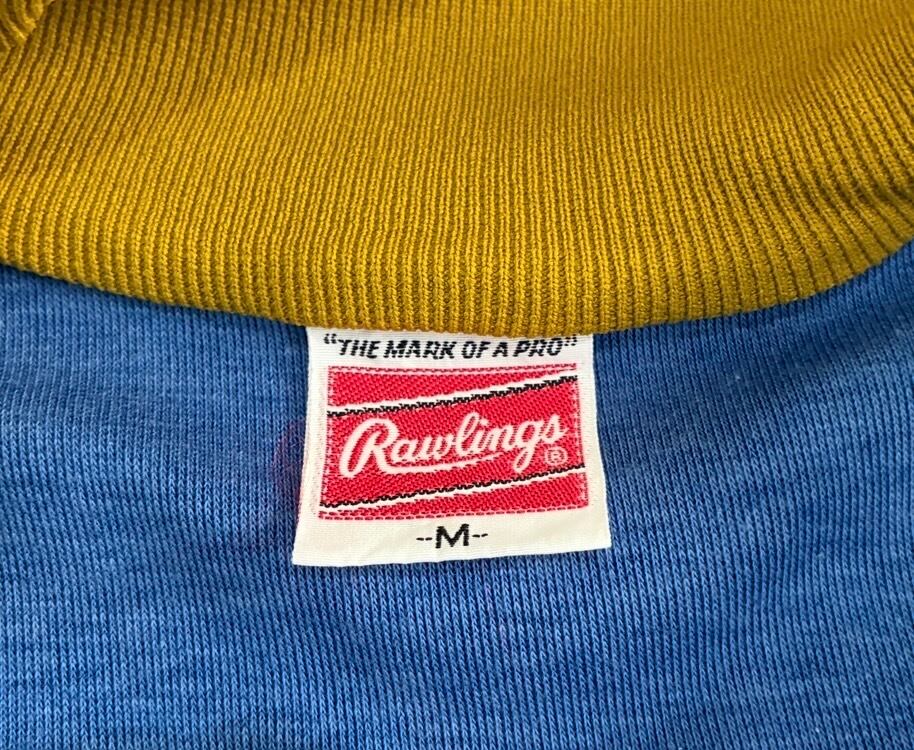 "THE MARK OF A PRO"
Rawlings®
--M--